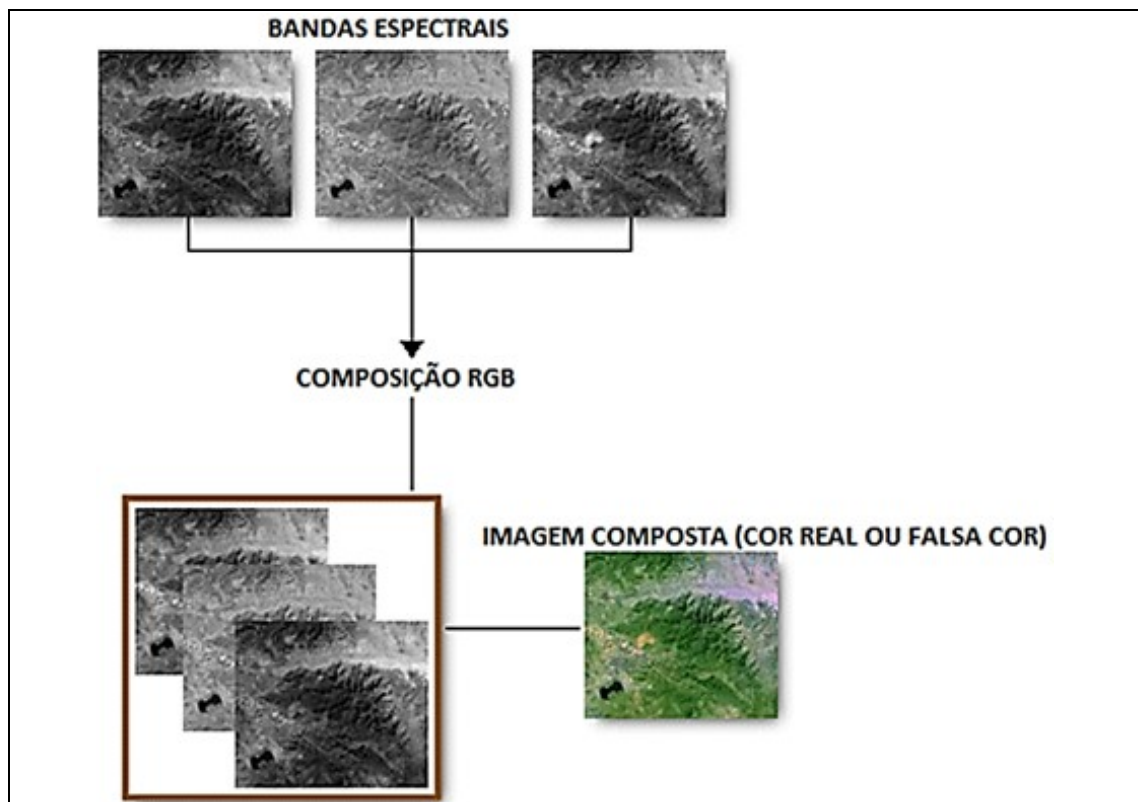 BANDAS ESPECTRAIS
COMPOSIÇÃO RGB
IMAGEM COMPOSTA (COR REAL OU FALSA COR)